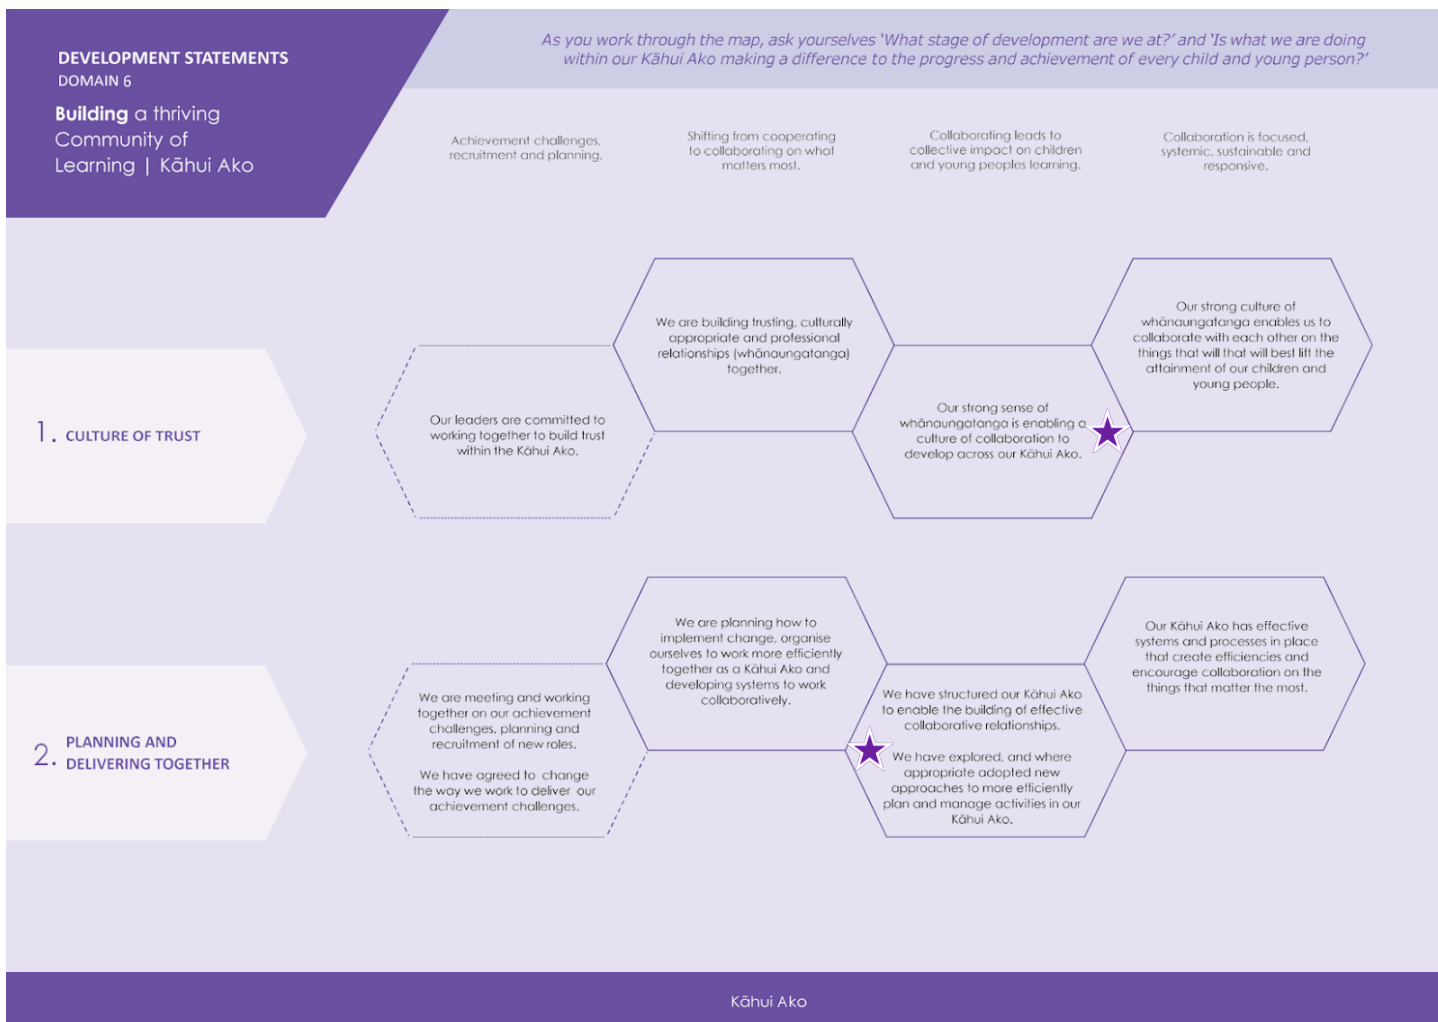 DEVELOPMENT STATEMENTS
DOMAIN 6
Building a thriving
Community of
Learning | Kāhui Ako
As you work through the map, ask yourselves ‘What stage of development are we at?’ and ‘Is what we are doing
within our Kāhui Ako making a difference to the progress and achievement of every child and young person?’
Achievement challenges,
recruitment and planning.
Shifting from cooperating
to collaborating on what
matters most.
Collaborating leads to
collective impact on children
and young peoples learning.
Collaboration is focused,
systemic, sustainable and
responsive.
1. CULTURE OF TRUST
Our leaders are committed to
working together to build trust
within the Kāhui Ako.
We are building trusting, culturally
appropriate and professional
relationships (whānaungatanga)
together.
Our strong sense of
whānaungatanga is enabling a
culture of collaboration to
develop across our Kāhui Ako.
Our strong culture of
whānaungatanga enables us to
collaborate with each other on the
things that will that will best lift the
attainment of our children and
young people.
2. PLANNING AND
DELIVERING TOGETHER
We are meeting and working
together on our achievement
challenges, planning and
recruitment of new roles.
We have agreed to change
the way we work to deliver our
achievement challenges.
We are planning how to
implement change, organise
ourselves to work more efficiently
together as a Kāhui Ako and
developing systems to work
collaboratively.
We have structured our Kāhui Ako
to enable the building of effective
collaborative relationships.
We have explored, and where
appropriate adopted new
approaches to more efficiently
plan and manage activities in our
Kāhui Ako.
Our Kāhui Ako has effective
systems and processes in place
that create efficiencies and
encourage collaboration on the
things that matter the most.
Kāhui Ako